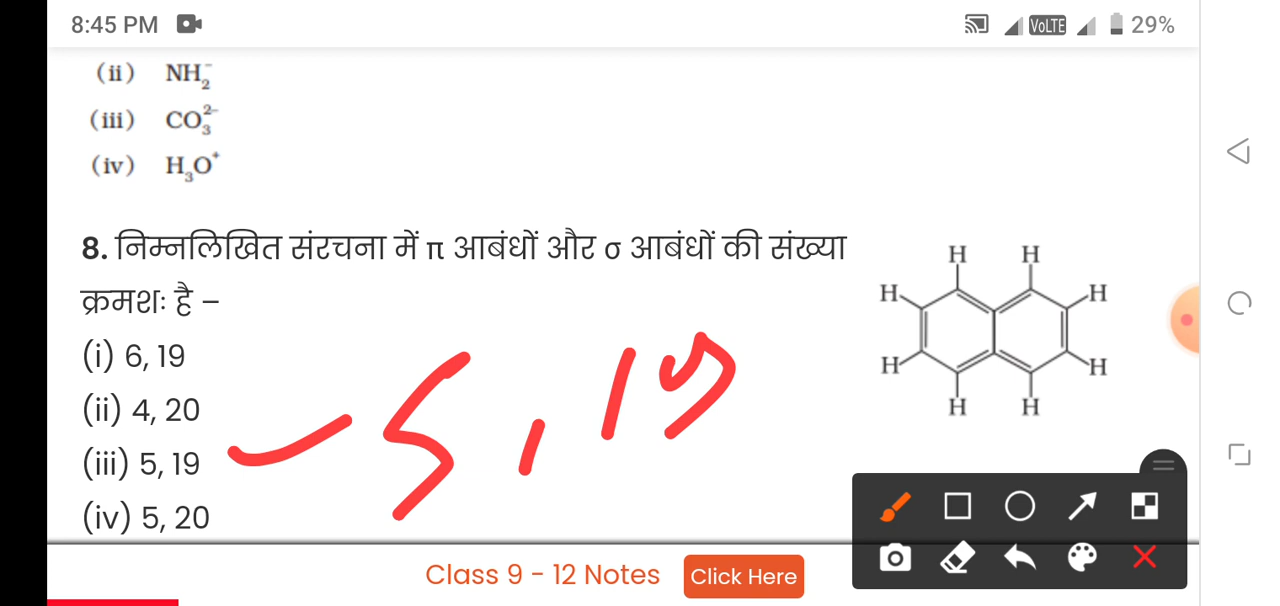 8:45 PM VoLTE 29%
(ii) NH₂⁻
(iii) CO₃²⁻
(iv) H₃O⁺
8. निम्नलिखित संरचना में π आबंधों और σ आबंधों की संख्या
क्रमशः है –
(i) 6, 19
(ii) 4, 20
(iii) 5, 19
(iv) 5, 20
5, 19
H H
H H
H H
H H
Class 9 - 12 Notes Click Here